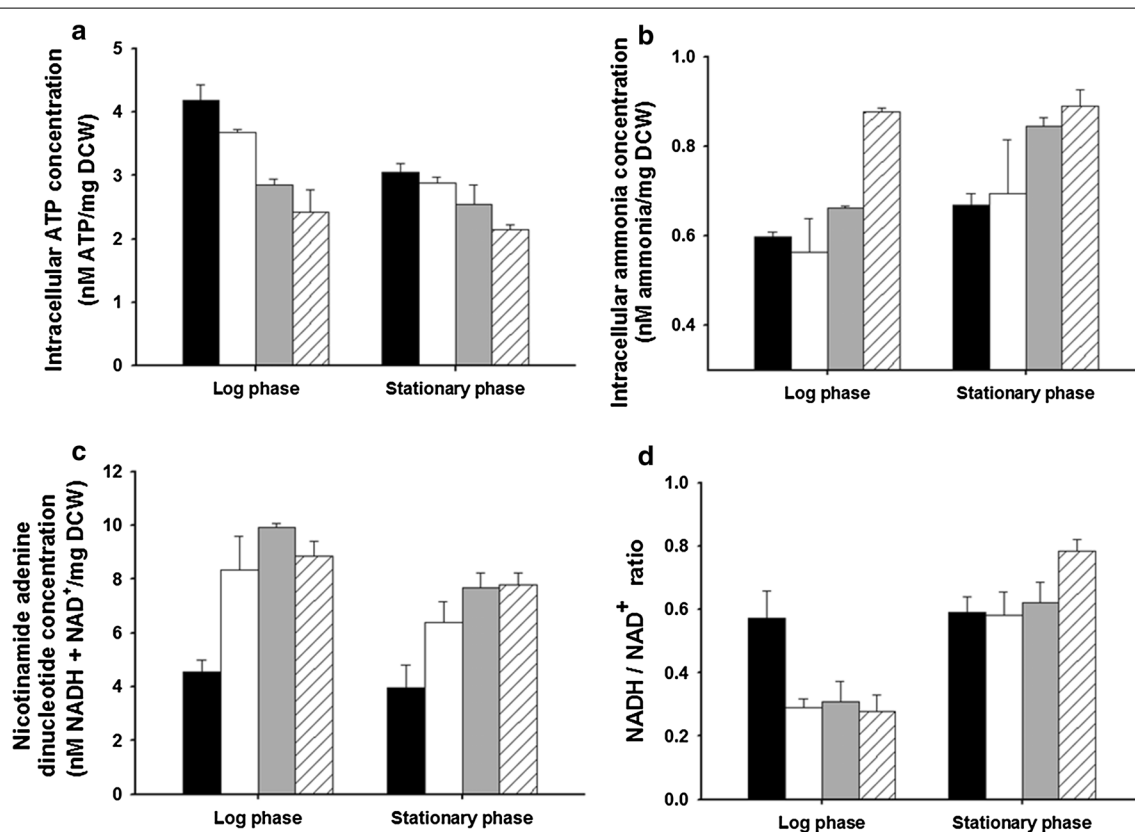 a
Intracellular ATP concentration
(nM ATP/mg DCW)
5
4
3
2
1
0
Log phase
Stationary phase
b
Intracellular ammonia concentration
(nM ammonia/mg DCW)
1.0
0.8
0.6
0.4
Log phase
Stationary phase
c
Nicotinamide adenine
dinucleotide concentration
(nM NADH + NAD⁺/mg DCW)
12
10
8
6
4
2
0
Log phase
Stationary phase
d
NADH / NAD⁺ ratio
1.0
0.8
0.6
0.4
0.2
0.0
Log phase
Stationary phase